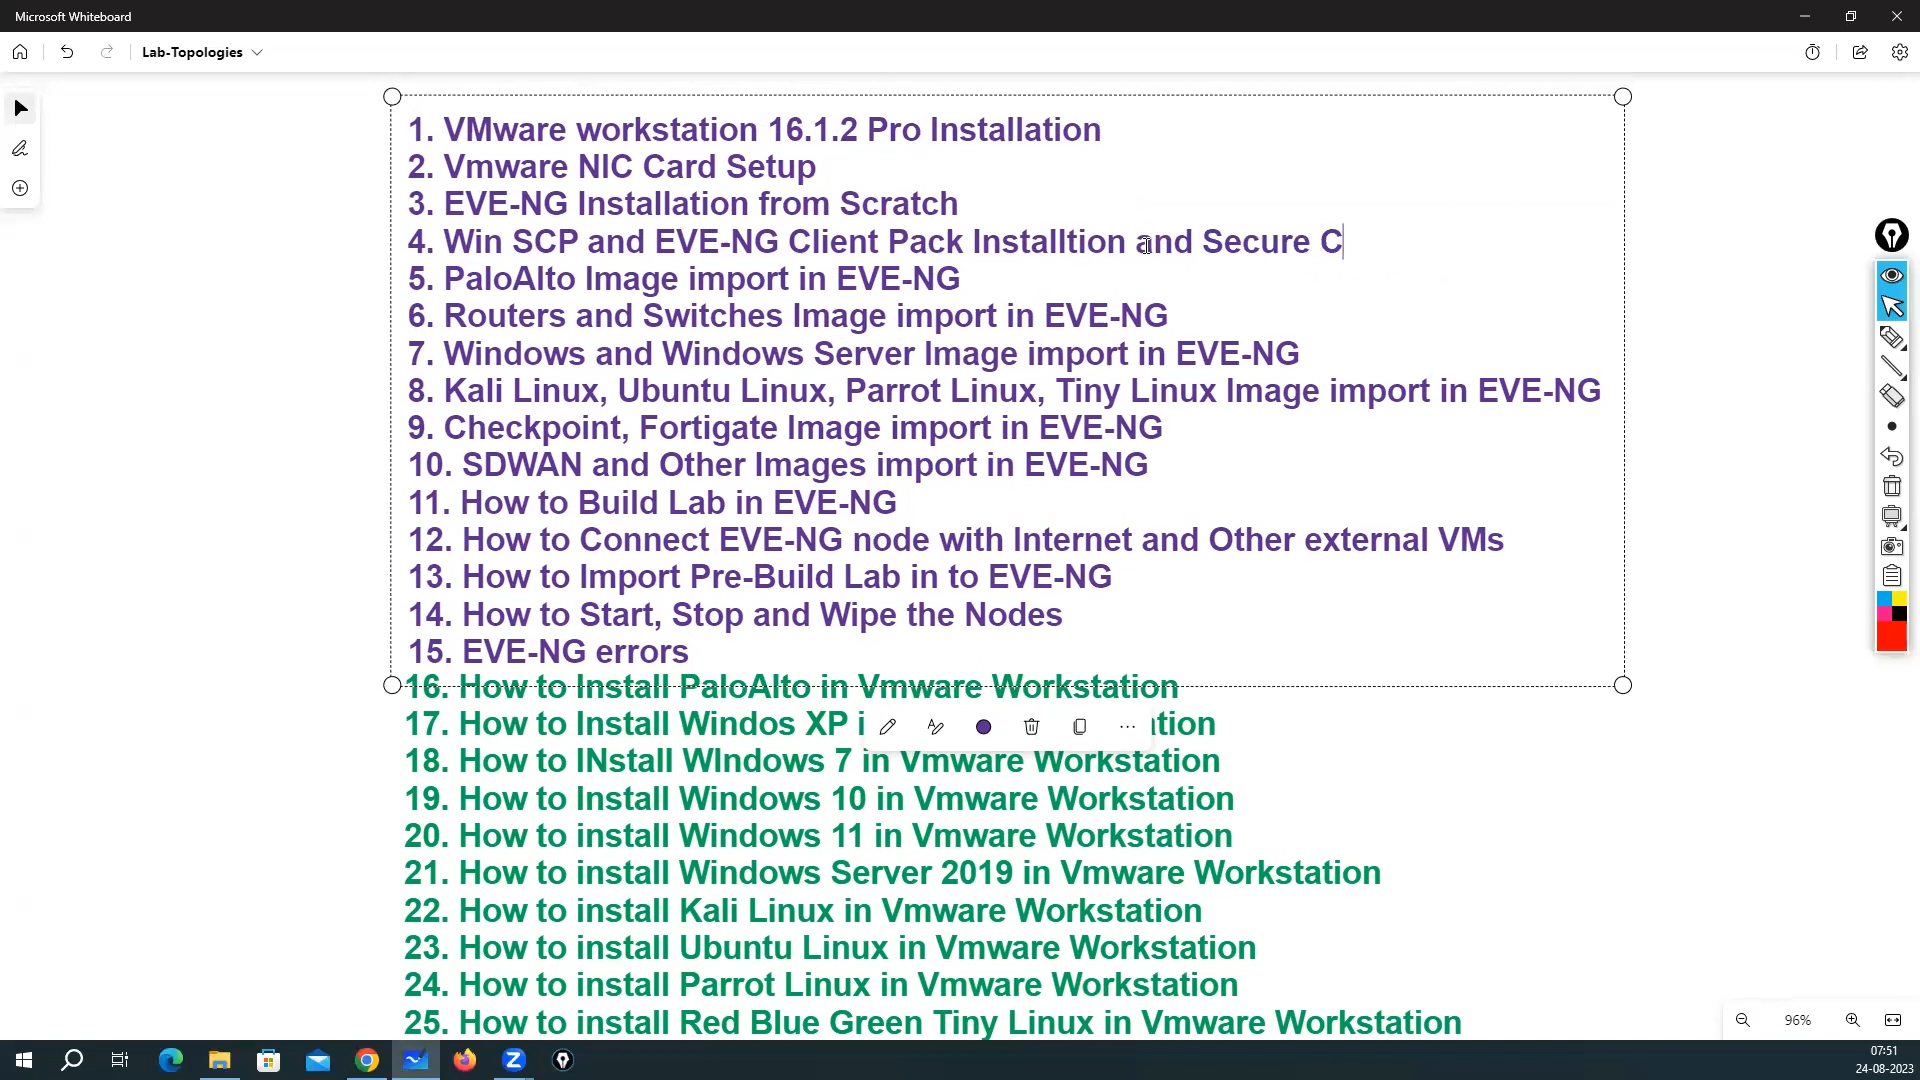 Microsoft Whiteboard
Lab-Topologies
1. VMware workstation 16.1.2 Pro Installation
2. Vmware NIC Card Setup
3. EVE-NG Installation from Scratch
4. Win SCP and EVE-NG Client Pack Installtion and Secure C
5. PaloAlto Image import in EVE-NG
6. Routers and Switches Image import in EVE-NG
7. Windows and Windows Server Image import in EVE-NG
8. Kali Linux, Ubuntu Linux, Parrot Linux, Tiny Linux Image import in EVE-NG
9. Checkpoint, Fortigate Image import in EVE-NG
10. SDWAN and Other Images import in EVE-NG
11. How to Build Lab in EVE-NG
12. How to Connect EVE-NG node with Internet and Other external VMs
13. How to Import Pre-Build Lab in to EVE-NG
14. How to Start, Stop and Wipe the Nodes
15. EVE-NG errors
16. How to Install PaloAlto in Vmware Workstation
17. How to Install Windos XP i tion
18. How to INstall WIndows 7 in Vmware Workstation
19. How to Install Windows 10 in Vmware Workstation
20. How to install Windows 11 in Vmware Workstation
21. How to install Windows Server 2019 in Vmware Workstation
22. How to install Kali Linux in Vmware Workstation
23. How to install Ubuntu Linux in Vmware Workstation
24. How to install Parrot Linux in Vmware Workstation
25. How to install Red Blue Green Tiny Linux in Vmware Workstation
96%
07:51
24-08-2023